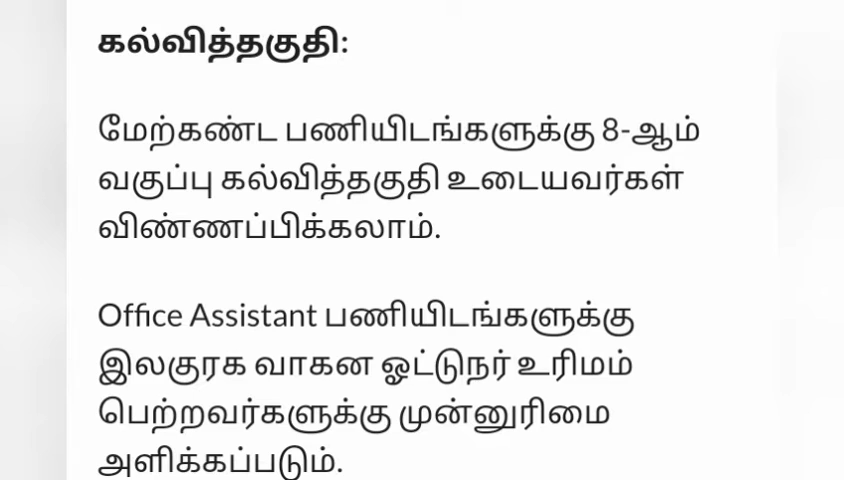 கல்வித்தகுதி:
மேற்கண்ட பணியிடங்களுக்கு 8-ஆம்
வகுப்பு கல்வித்தகுதி உடையவர்கள்
விண்ணப்பிக்கலாம்.
Office Assistant பணியிடங்களுக்கு
இலகுரக வாகன ஓட்டுநர் உரிமம்
பெற்றவர்களுக்கு முன்னுரிமை
அளிக்கப்படும்.